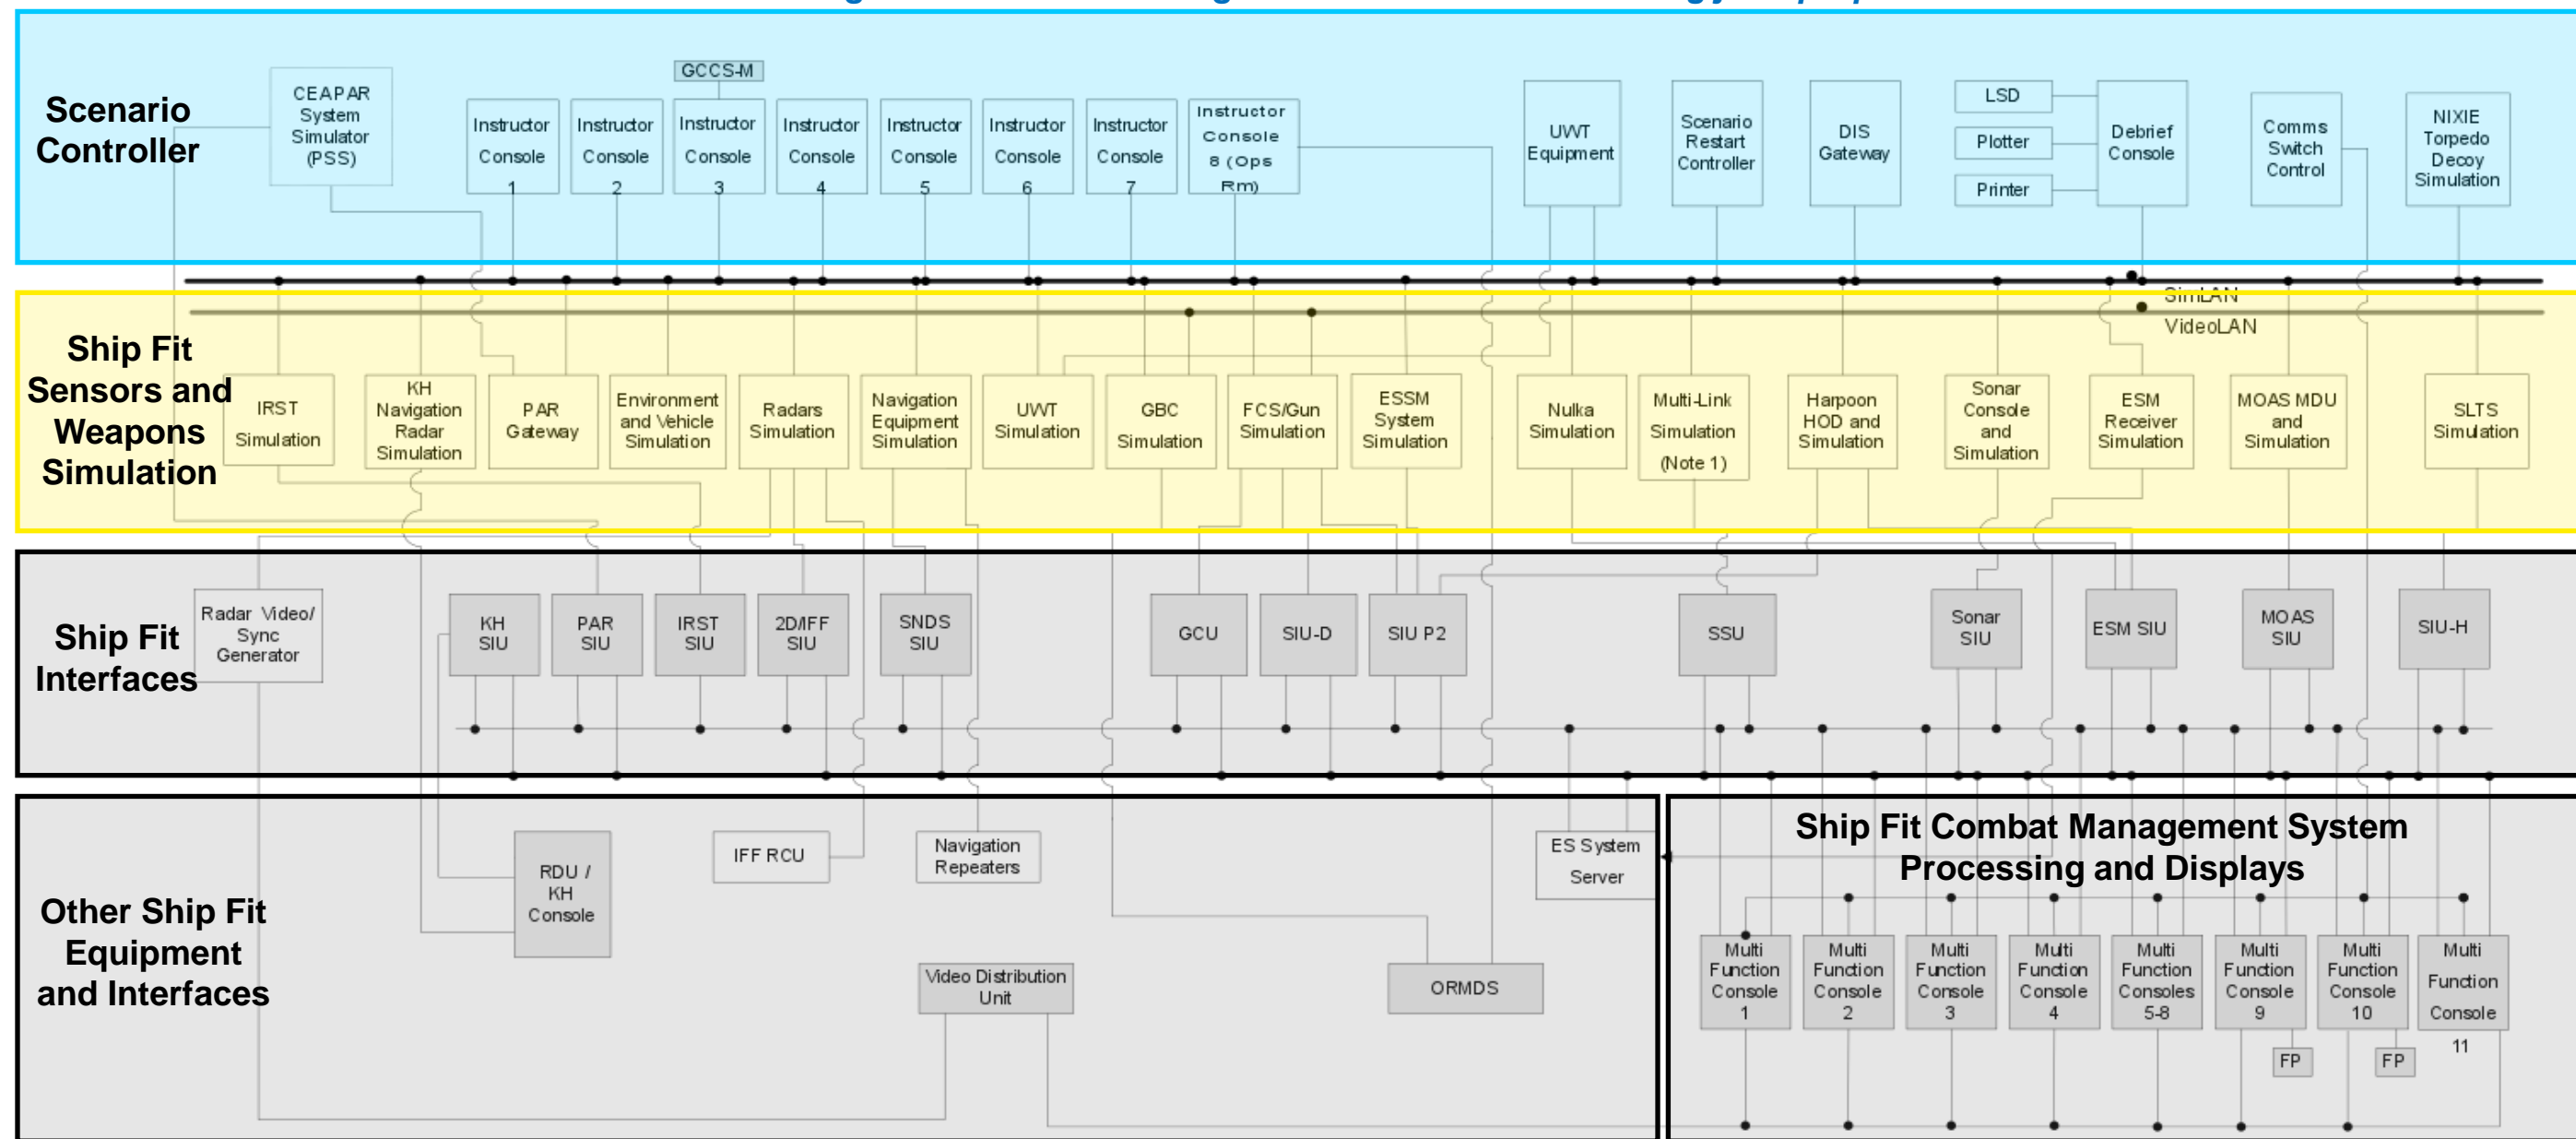 Scenario
Controller
CEAPAR
System
Simulator
(PSS)
GCCS-M
Instructor
Console
1
Instructor
Console
2
Instructor
Console
3
Instructor
Console
4
Instructor
Console
5
Instructor
Console
6
Instructor
Console
7
Instructor
Console
8 (Ops
Rm)
UWT
Equipment
Scenario
Restart
Controller
DIS
Gateway
LSD
Plotter
Printer
Debrief
Console
Comms
Switch
Control
NIXIE
Torpedo
Decoy
Simulation
SimLAN
VideoLAN
Ship Fit
Sensors and
Weapons
Simulation
IRST
Simulation
KH
Navigation
Radar
Simulation
PAR
Gateway
Environment
and Vehicle
Simulation
Radars
Simulation
Navigation
Equipment
Simulation
UWT
Simulation
GBC
Simulation
FCS/Gun
Simulation
ESSM
System
Simulation
Nulka
Simulation
Multi-Link
Simulation
(Note 1)
Harpoon
HOD and
Simulation
Sonar
Console
and
Simulation
ESM
Receiver
Simulation
MOAS MDU
and
Simulation
SLTS
Simulation
Ship Fit
Interfaces
Radar Video/
Sync
Generator
KH
SIU
PAR
SIU
IRST
SIU
2D/IFF
SIU
SNDS
SIU
GCU
SIU-D
SIU P2
SSU
Sonar
SIU
ESM SIU
MOAS
SIU
SIU-H
Other Ship Fit
Equipment
and Interfaces
RDU /
KH
Console
IFF RCU
Navigation
Repeaters
Video Distribution
Unit
ORMDS
ES System
Server
Ship Fit Combat Management System
Processing and Displays
Multi
Function
Console
1
Multi
Function
Console
2
Multi
Function
Console
3
Multi
Function
Console
4
Multi
Function
Consoles
5-8
Multi
Function
Console
9
Multi
Function
Console
10
Multi
Function
Console
11
FP
FP